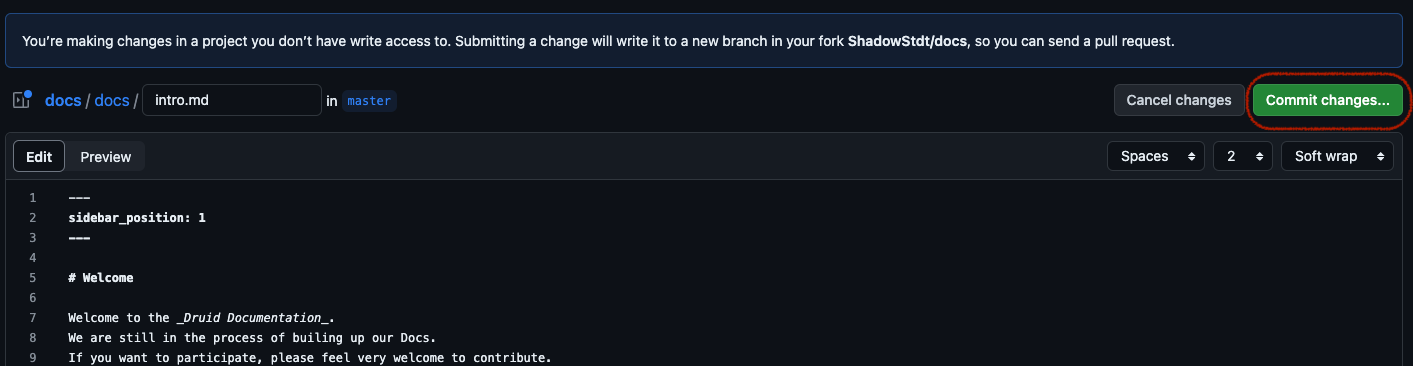 You're making changes in a project you don't have write access to. Submitting a change will write it to a new branch in your fork ShadowStdt/docs, so you can send a pull request.
docs / docs / intro.md in master Cancel changes Commit changes...
Edit Preview Spaces 2 Soft wrap
1 ---
2 sidebar_position: 1
3 ---
4
5 # Welcome
6
7 Welcome to the _Druid Documentation_.
8 We are still in the process of builing up our Docs.
9 If you want to participate, please feel very welcome to contribute.